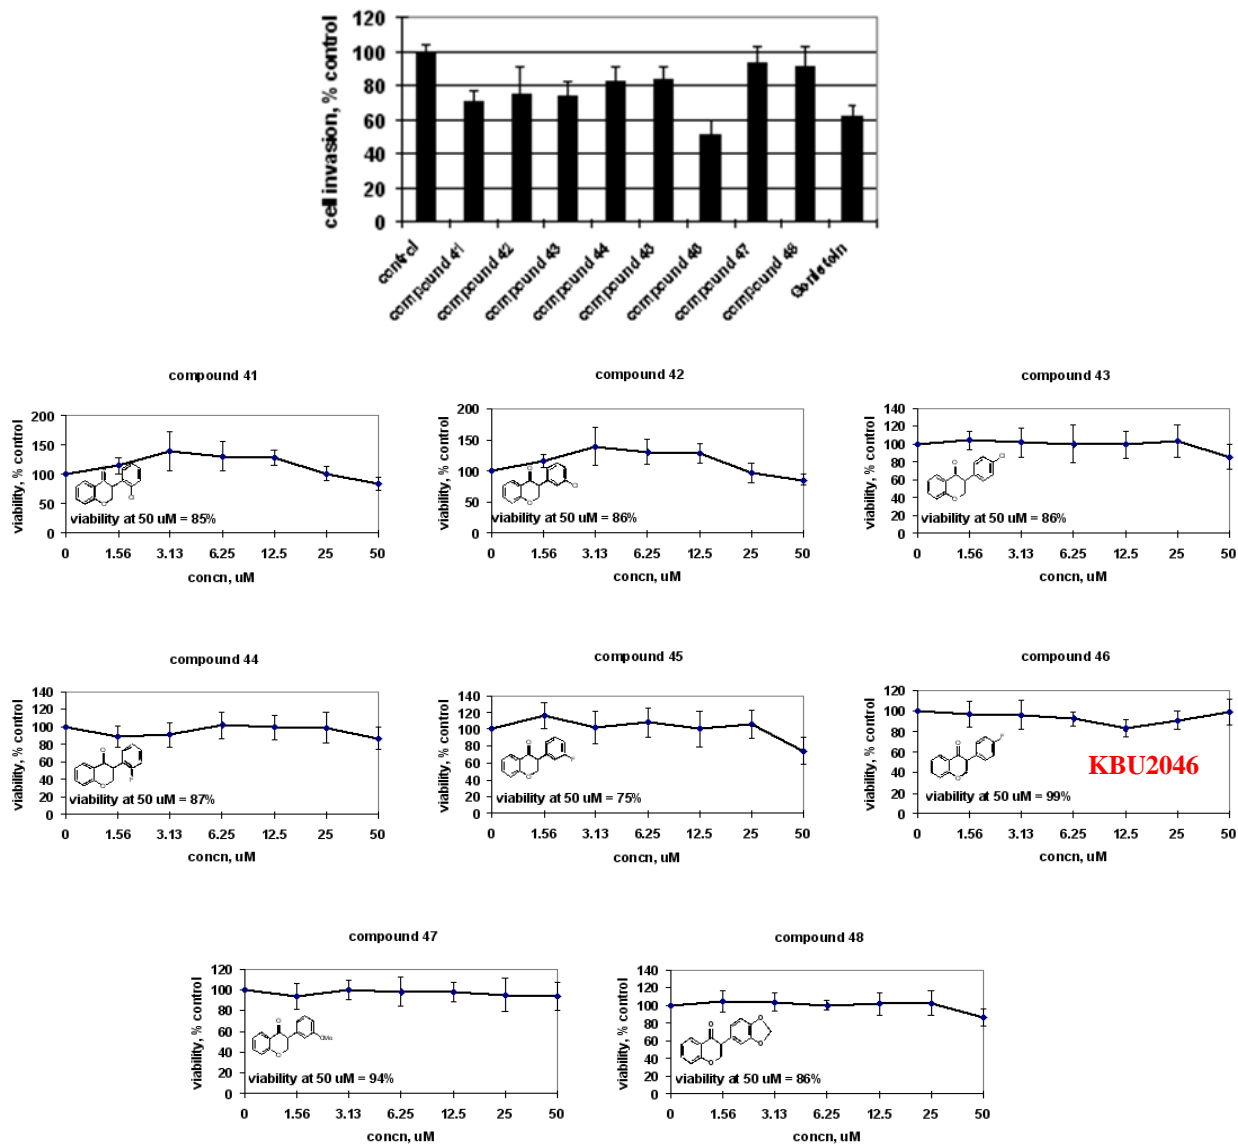 120
100
80
60
40
20
0
cell invasion, % control
control
compound 41
compound 42
compound 43
compound 44
compound 45
compound 46
compound 47
compound 48
compound 41
viability, % control
200
150
100
50
0
O
Cl
O
viability at 50 uM = 85%
0 1.56 3.13 6.25 12.5 25 50
concn, uM
compound 42
viability, % control
200
150
100
50
0
O
Cl
O
viability at 50 uM = 86%
0 1.56 3.13 6.25 12.5 25 50
concn, uM
compound 43
viability, % control
140
120
100
80
60
40
20
0
O
Cl
O
viability at 50 uM = 86%
0 1.56 3.13 6.25 12.5 25 50
concn, uM
compound 44
viability, % control
140
120
100
80
60
40
20
0
O
F
O
viability at 50 uM = 87%
0 1.56 3.13 6.25 12.5 25 50
concn, uM
compound 45
viability, % control
140
120
100
80
60
40
20
0
O
F
O
viability at 50 uM = 75%
0 1.56 3.13 6.25 12.5 25 50
concn, uM
compound 46
viability, % control
120
100
80
60
40
20
0
O
F
O
KBU2046
viability at 50 uM = 99%
0 1.56 3.13 6.25 12.5 25 50
concn, uM
compound 47
viability, % control
120
100
80
60
40
20
0
O
OMe
O
viability at 50 uM = 94%
0 1.56 3.13 6.25 12.5 25 50
concn, uM
compound 48
viability, % control
140
120
100
80
60
40
20
0
O
O
O
O
viability at 50 uM = 86%
0 1.56 3.13 6.25 12.5 25 50
concn, uM